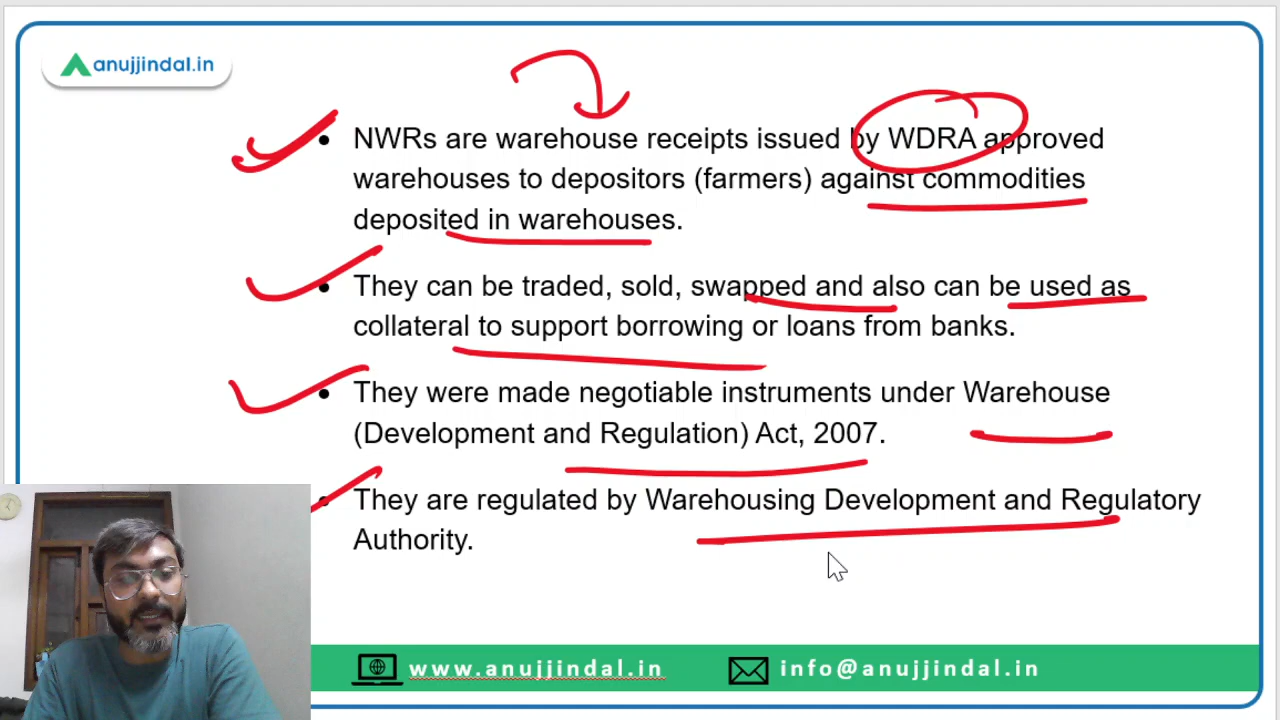 anujjindal.in
NWRs are warehouse receipts issued by WDRA approved
warehouses to depositors (farmers) against commodities
deposited in warehouses.
They can be traded, sold, swapped and also can be used as
collateral to support borrowing or loans from banks.
They were made negotiable instruments under Warehouse
(Development and Regulation) Act, 2007.
They are regulated by Warehousing Development and Regulatory
Authority.
www.anujjindal.in
info@anujjindal.in